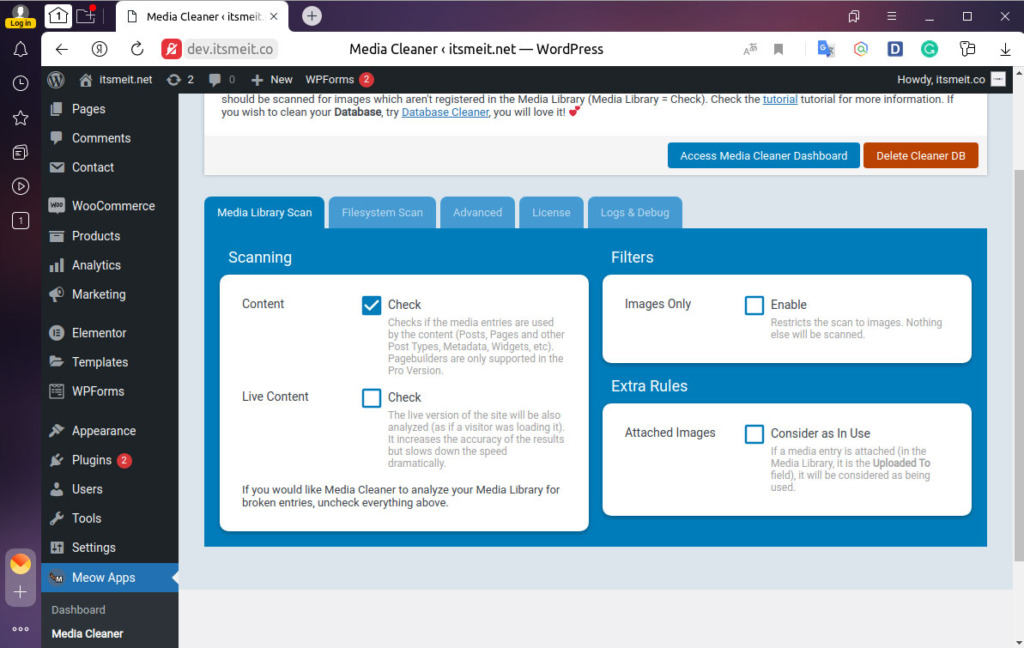 Log in
1
Media Cleaner ‹ itsmeit.
dev.itsmeit.co
Media Cleaner ‹ itsmeit.net — WordPress
itsmeit.net
2
0
New
WPForms 2
Howdy, itsmeit.co
1
Pages
Comments
Contact
WooCommerce
Products
Analytics
Marketing
Elementor
Templates
WPForms
Appearance
Plugins 2
Users
Tools
Settings
Meow Apps
Dashboard
Media Cleaner
should be scanned for images which aren't registered in the Media Library (Media Library = Check). Check the tutorial tutorial for more information. If
you wish to clean your Database, try Database Cleaner, you will love it! 💕
Access Media Cleaner Dashboard
Delete Cleaner DB
Media Library Scan
Filesystem Scan
Advanced
License
Logs & Debug
Scanning
Content
Check
Checks if the media entries are used
by the content (Posts, Pages and other
Post Types, Metadata, Widgets, etc).
Pagebuilders are only supported in the
Pro Version.
Live Content
Check
The live version of the site will be also
analyzed (as if a visitor was loading it).
It increases the accuracy of the results
but slows down the speed
dramatically.
If you would like Media Cleaner to analyze your Media Library for
broken entries, uncheck everything above.
Filters
Images Only
Enable
Restricts the scan to images. Nothing
else will be scanned.
Extra Rules
Attached Images
Consider as In Use
If a media entry is attached (in the
Media Library, it is the Uploaded To
field), it will be considered as being
used.